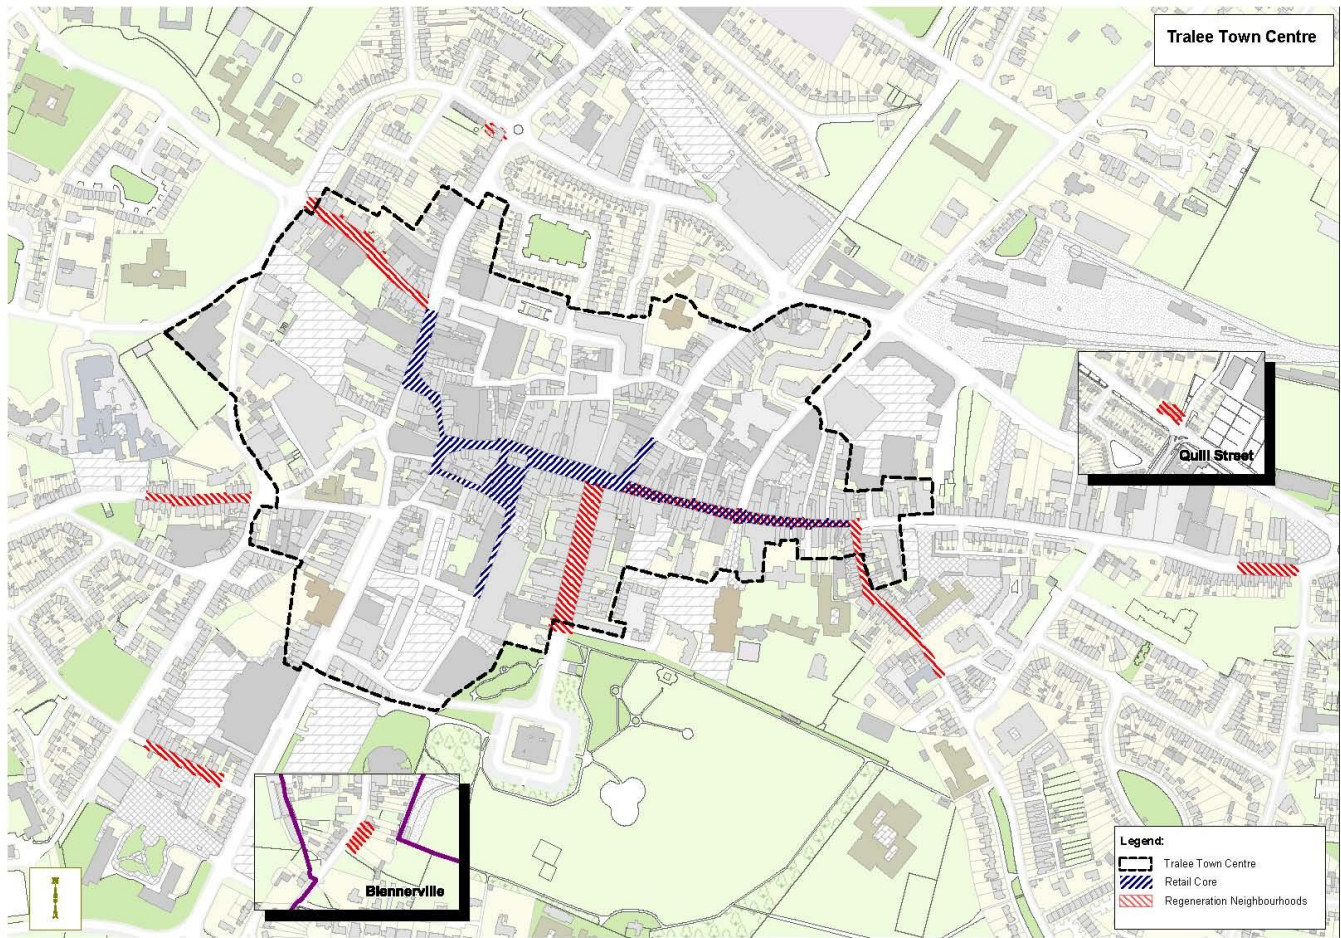 Tralee Town Centre
Quill Street
Blennerville
Legend:
Tralee Town Centre
Retail Core
Regeneration Neighbourhoods